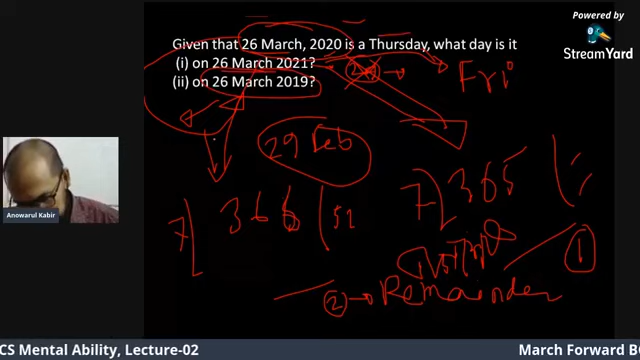 Powered by
StreamYard
Given that 26 March, 2020 is a Thursday, what day is it
(i) on 26 March 2021?
Fri
(ii) on 26 March 2019?
29 Feb
Anowarul Kabir
7) 366 (52
7) 365 (
1
2 → Remainder
CS Mental Ability, Lecture-02
March Forward B